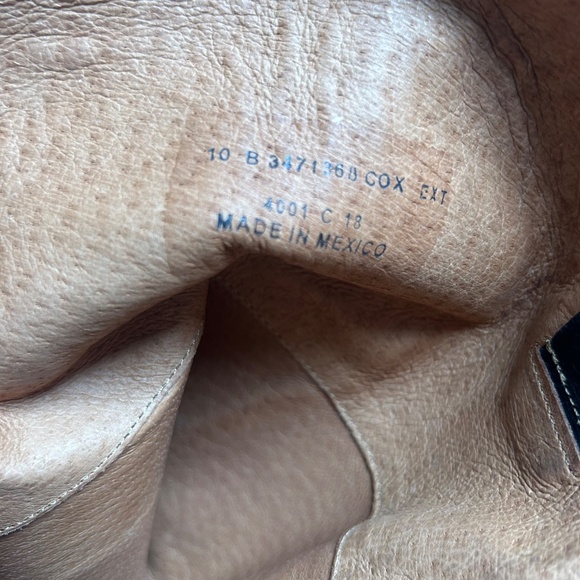 10 B 3471368 COX EXT
4001 C 18
MADE IN MEXICO